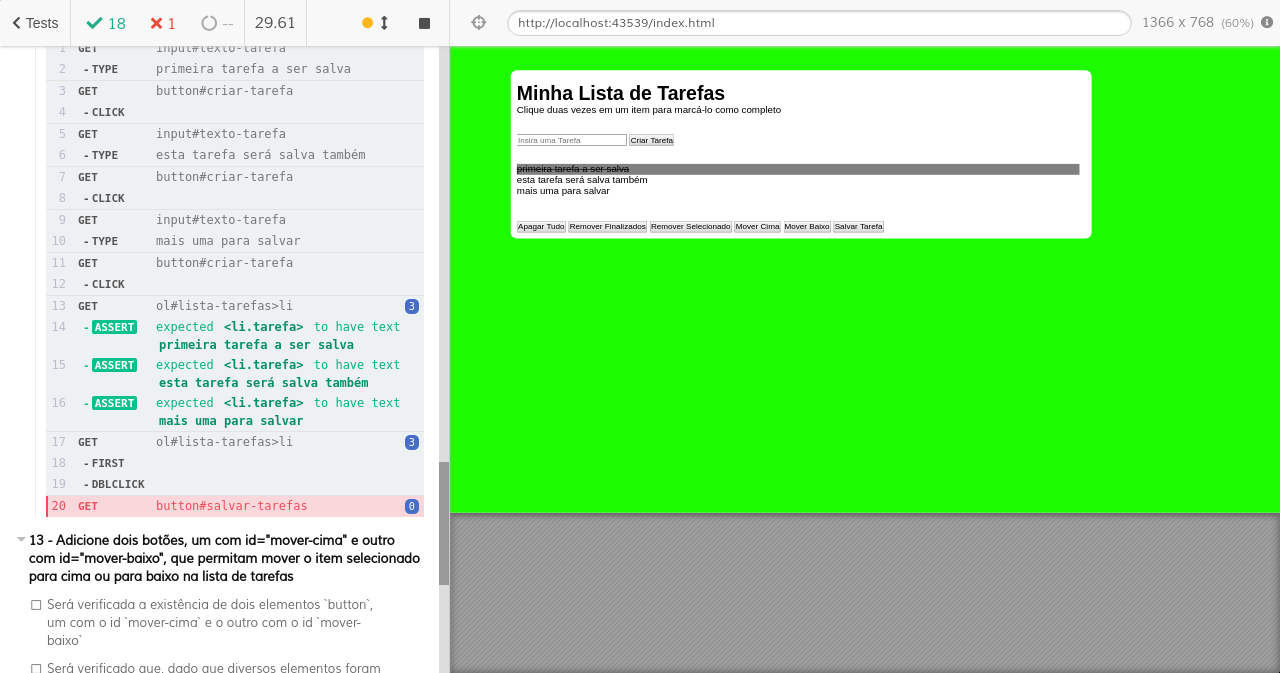 Tests 18 1 -- 29.61
1 GET input#texto-tarefa
2 - TYPE primeira tarefa a ser salva
3 GET button#criar-tarefa
4 - CLICK
5 GET input#texto-tarefa
6 - TYPE esta tarefa será salva também
7 GET button#criar-tarefa
8 - CLICK
9 GET input#texto-tarefa
10 - TYPE mais uma para salvar
11 GET button#criar-tarefa
12 - CLICK
13 GET ol#lista-tarefas>li 3
14 - ASSERT expected <li.tarefa> to have text
primeira tarefa a ser salva
15 - ASSERT expected <li.tarefa> to have text
esta tarefa será salva também
16 - ASSERT expected <li.tarefa> to have text
mais uma para salvar
17 GET ol#lista-tarefas>li 3
18 - FIRST
19 - DBLCLICK
20 GET button#salvar-tarefas 0
13 - Adicione dois botões, um com id="mover-cima" e outro
com id="mover-baixo", que permitam mover o item selecionado
para cima ou para baixo na lista de tarefas
Será verificada a existência de dois elementos `button`,
um com o id `mover-cima` e o outro com o id `mover-
baixo`
Será verificado que, dado que diversos elementos foram
http://localhost:43539/index.html 1366 x 768 (60%)
Minha Lista de Tarefas
Clique duas vezes em um item para marcá-lo como completo
Insira uma Tarefa Criar Tarefa
primeira tarefa a ser salva
esta tarefa será salva também
mais uma para salvar
Apagar Tudo Remover Finalizados Remover Selecionado Mover Cima Mover Baixo Salvar Tarefa